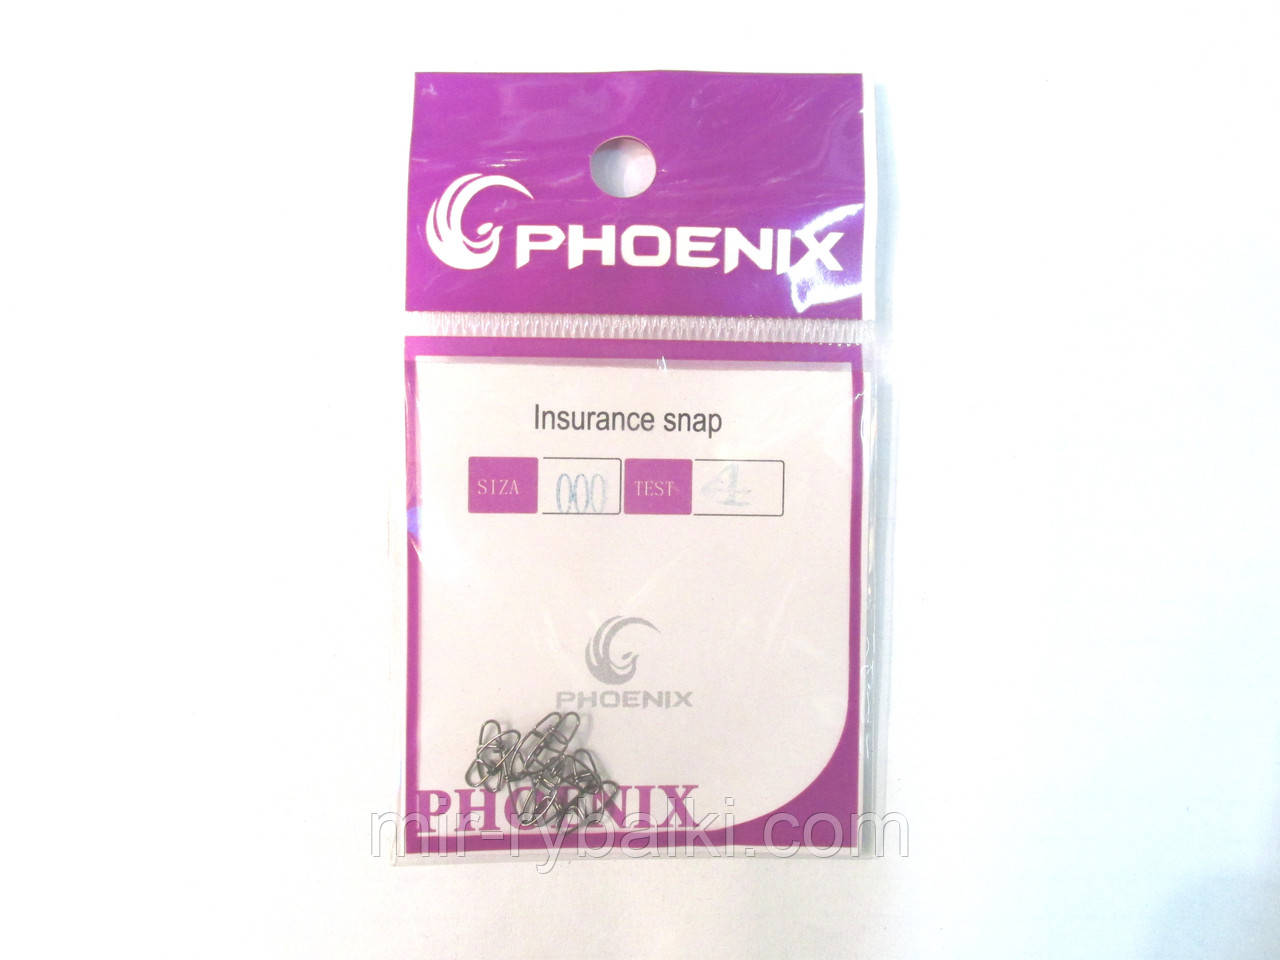 PHOENIX
Insurance snap
SIZA 000 TEST 4
PHOENIX
PHOENIX
mir-rybalki.com